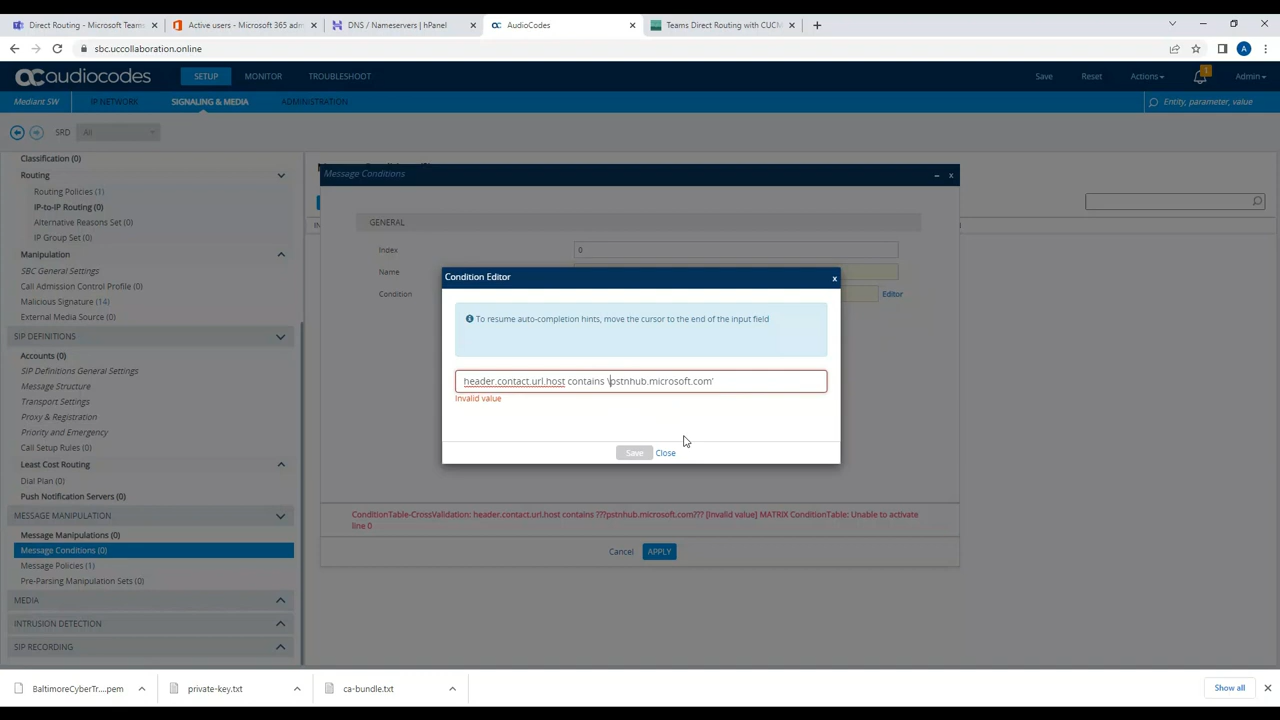 Direct Routing - Microsoft Teams
Active users - Microsoft 365 adm
DNS / Nameservers | hPanel
AudioCodes
Teams Direct Routing with CUCM
sbc.uccollaboration.online
A
audiocodes
SETUP
MONITOR
TROUBLESHOOT
Save
Reset
Actions
1
Admin
Mediant SW
IP NETWORK
SIGNALING & MEDIA
ADMINISTRATION
Entity, parameter, value
SRD
All
Classification (0)
Routing
Routing Policies (1)
IP-to-IP Routing (0)
Alternative Reasons Set (0)
IP Group Set (0)
Manipulation
SBC General Settings
Call Admission Control Profile (0)
Malicious Signature (14)
External Media Source (0)
SIP DEFINITIONS
Accounts (0)
SIP Definitions General Settings
Message Structure
Transport Settings
Proxy & Registration
Priority and Emergency
Call Setup Rules (0)
Least Cost Routing
Dial Plan (0)
Push Notification Servers (0)
MESSAGE MANIPULATION
Message Manipulations (0)
Message Conditions (0)
Message Policies (1)
Pre-Parsing Manipulation Sets (0)
MEDIA
INTRUSION DETECTION
SIP RECORDING
Message Conditions
x
GENERAL
Index
0
Name
Condition
Editor
Condition Editor
x
To resume auto-completion hints, move the cursor to the end of the input field
header.contact.url.host contains 'pstnhub.microsoft.com'
Invalid value
Save
Close
ConditionTable-CrossValidation: header.contact.url.host contains ???pstnhub.microsoft.com??? [Invalid value] MATRIX ConditionTable: Unable to activate
line 0
Cancel
APPLY
BaltimoreCyberTr....pem
private-key.txt
ca-bundle.txt
Show all